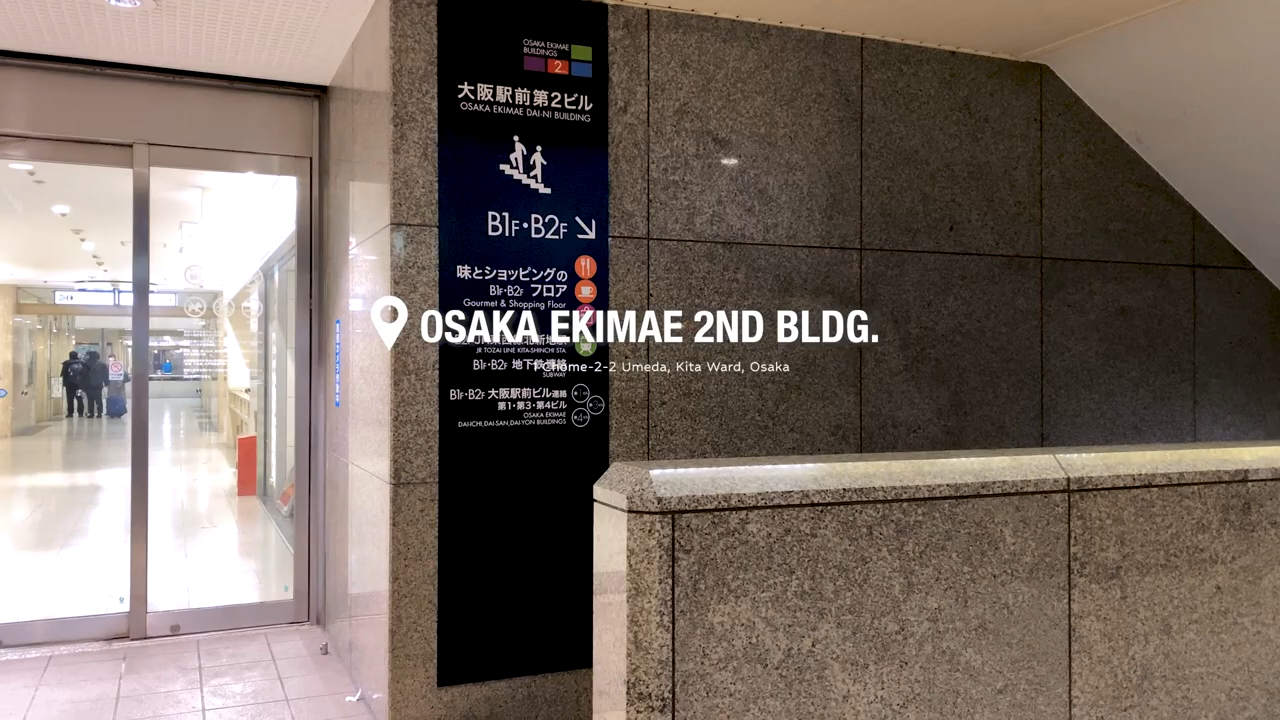 OSAKA EKIMAE
BUILDINGS
2
大阪駅前第2ビル
OSAKA EKIMAE DAI-NI BUILDING
B1F・B2F
味とショッピングの
B1F・B2F フロア
Gourmet & Shopping Floor
OSAKA EKIMAE 2ND BLDG.
JR TOZAI LINE KITA-SHINCHI STA.
B1F・B2F 地下鉄連絡
1 Chome-2-2 Umeda, Kita Ward, Osaka
SUBWAY
B1F・B2F 大阪駅前ビル連絡
第1・第3・第4ビル
OSAKA EKIMAE
DAI-ICHI,DAI-SAN,DAI-YON BUILDINGS